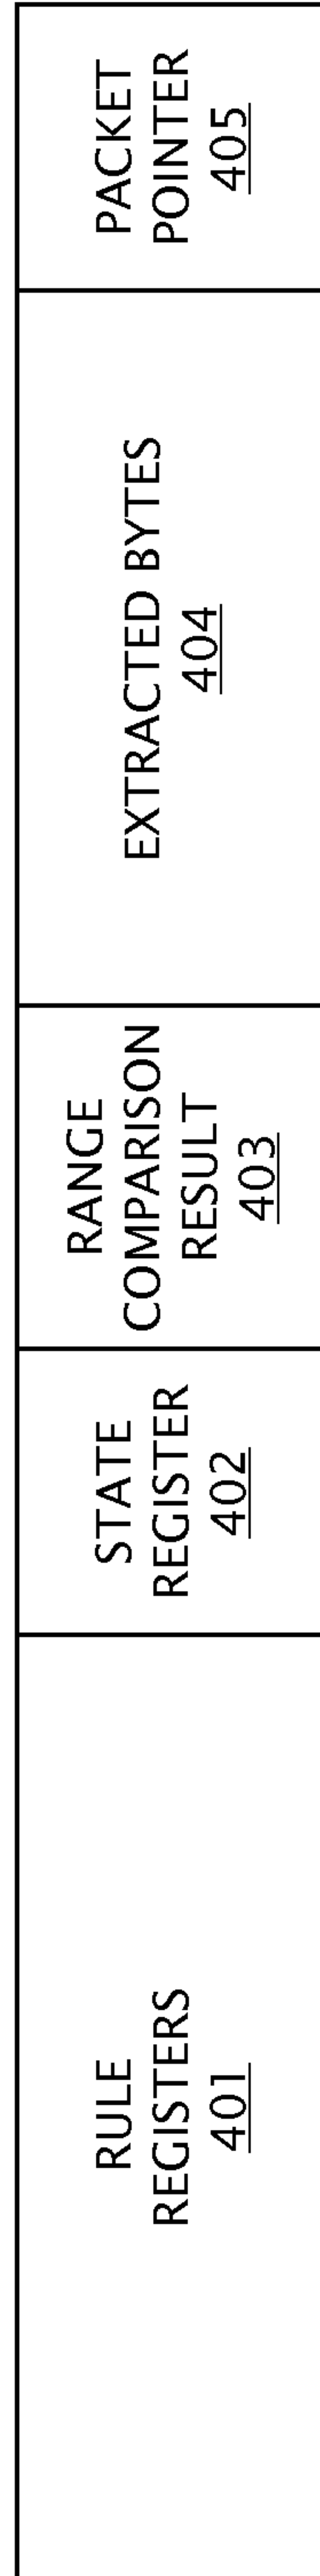 RULE
REGISTERS
401
STATE
REGISTER
402
RANGE
COMPARISON
RESULT
403
EXTRACTED BYTES
404
PACKET
POINTER
405